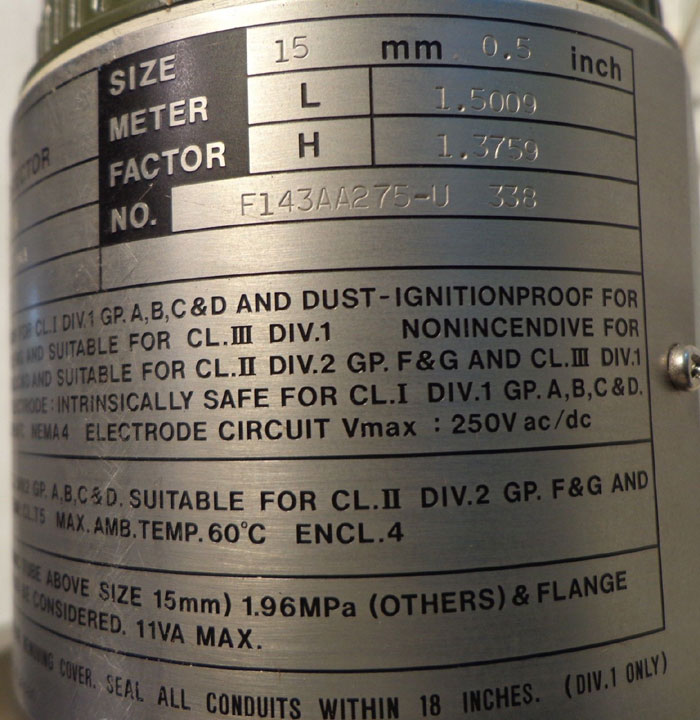 SIZE 15 mm 0.5 inch
METER L 1.5009
FACTOR H 1.3759
NO. F143AA275-U 338
CL.I DIV.1 GP. A,B,C&D AND DUST-IGNITIONPROOF FOR
AND SUITABLE FOR CL.III DIV.1 NONINCENDIVE FOR
AND SUITABLE FOR CL.II DIV.2 GP. F&G AND CL.III DIV.1
: INTRINSICALLY SAFE FOR CL.I DIV.1 GP. A,B,C&D.
NEMA4 ELECTRODE CIRCUIT Vmax : 250V ac/dc
GP. A,B,C&D. SUITABLE FOR CL.II DIV.2 GP. F&G AND
MAX. AMB. TEMP. 60°C ENCL.4
ABOVE SIZE 15mm) 1.96MPa (OTHERS) & FLANGE
CONSIDERED. 11VA MAX.
COVER. SEAL ALL CONDUITS WITHIN 18 INCHES. (DIV.1 ONLY)